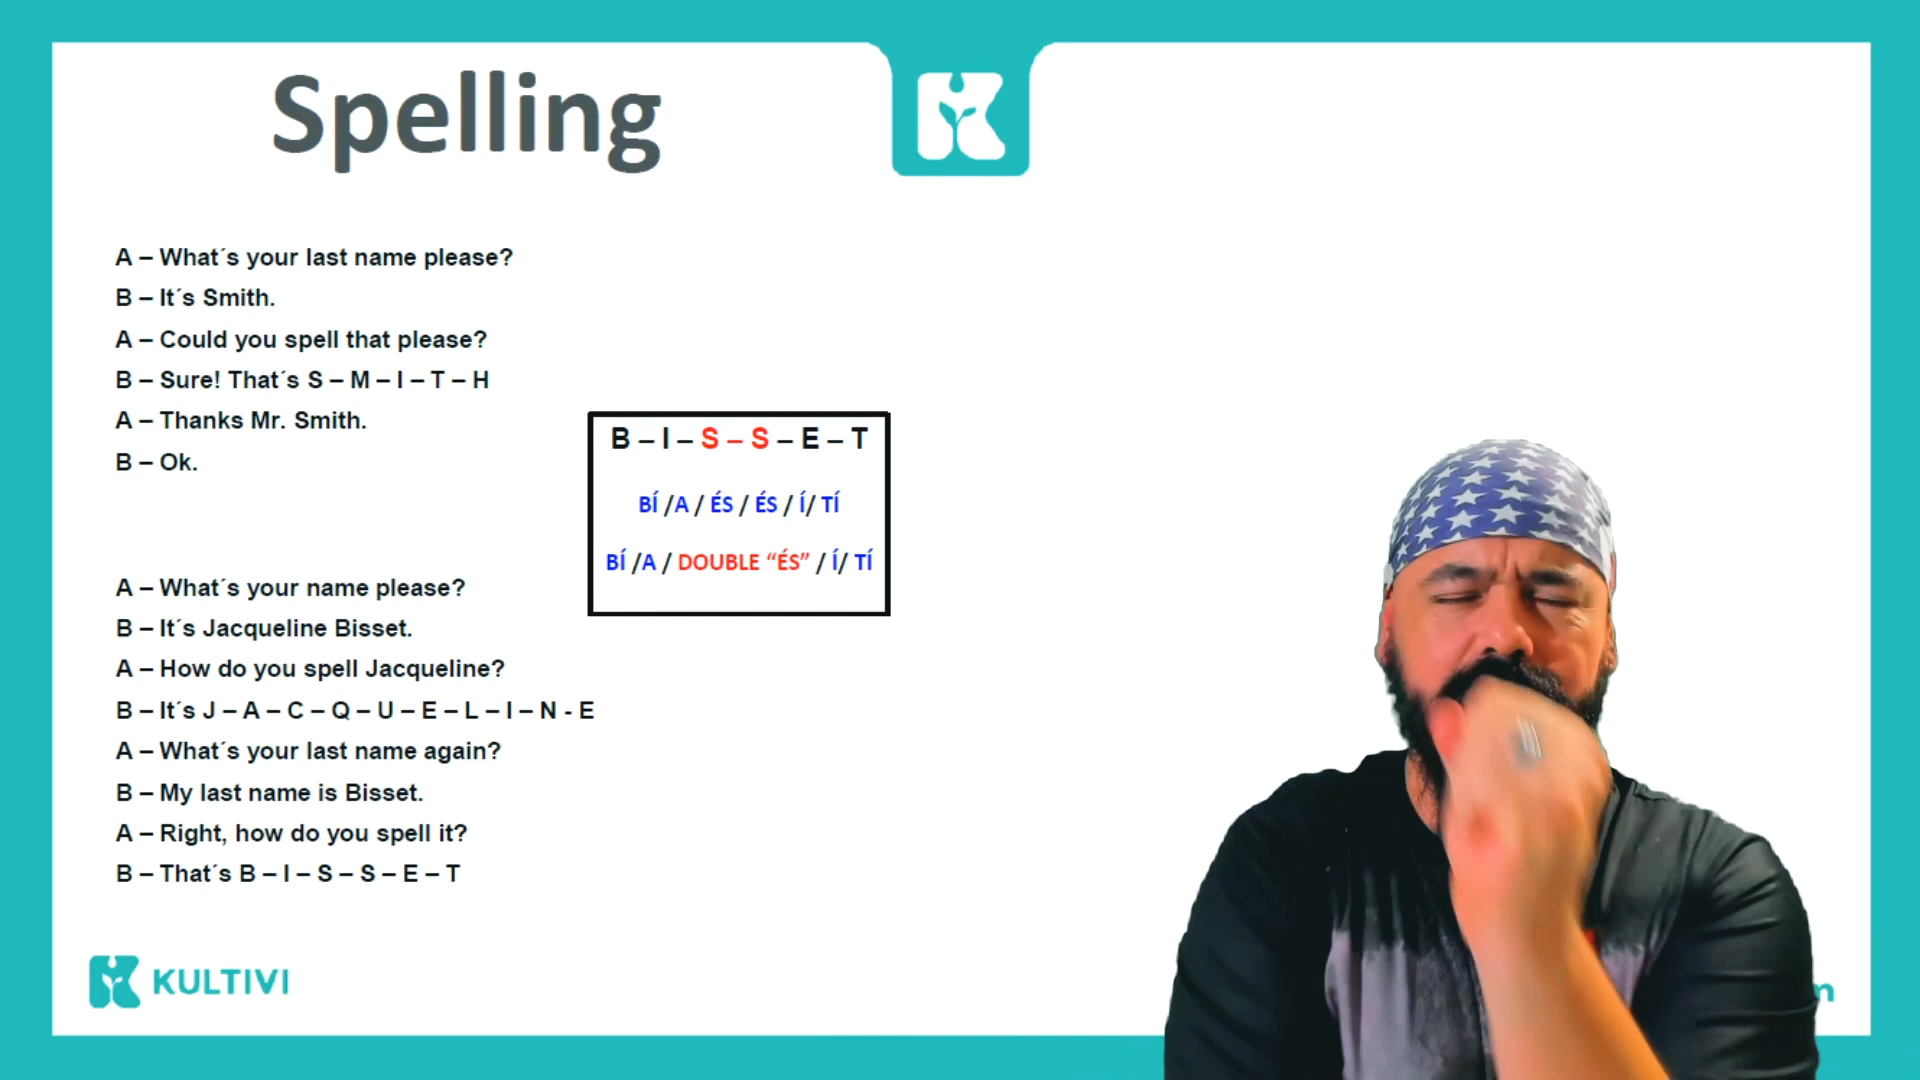 Spelling
A – What´s your last name please?
B – It´s Smith.
A – Could you spell that please?
B – Sure! That´s S – M – I – T – H
A – Thanks Mr. Smith.
B – Ok.
B – I – S – S – E – T
BÍ /A / ÉS / ÉS / Í/ TÍ
BÍ /A / DOUBLE “ÉS” / Í/ TÍ
A – What´s your name please?
B – It´s Jacqueline Bisset.
A – How do you spell Jacqueline?
B – It´s J – A – C – Q – U – E – L – I – N - E
A – What´s your last name again?
B – My last name is Bisset.
A – Right, how do you spell it?
B – That´s B – I – S – S – E – T
KULTIVI